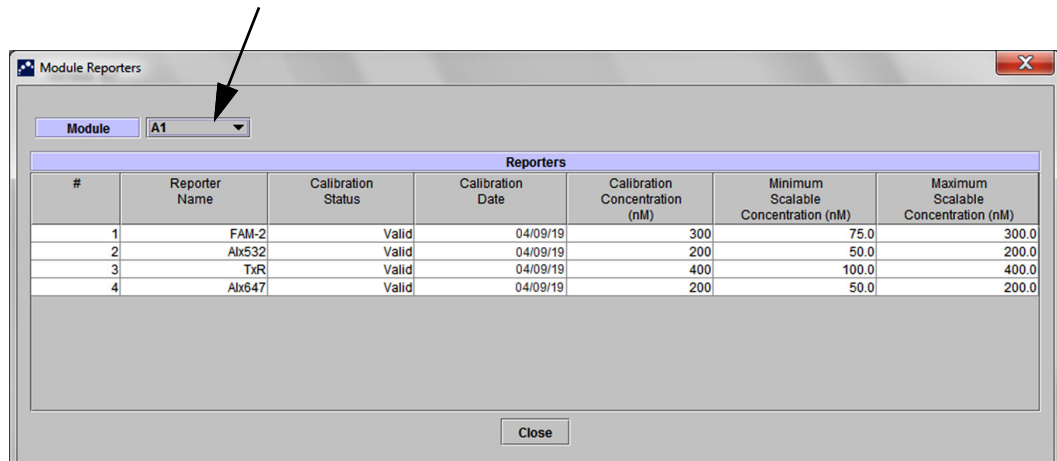 Module Reporters
X
Module A1
Reporters
# Reporter Name Calibration Status Calibration Date Calibration Concentration (nM) Minimum Scalable Concentration (nM) Maximum Scalable Concentration (nM)
1 FAM-2 Valid 04/09/19 300 75.0 300.0
2 Alx532 Valid 04/09/19 200 50.0 200.0
3 TxR Valid 04/09/19 400 100.0 400.0
4 Alx647 Valid 04/09/19 200 50.0 200.0
Close